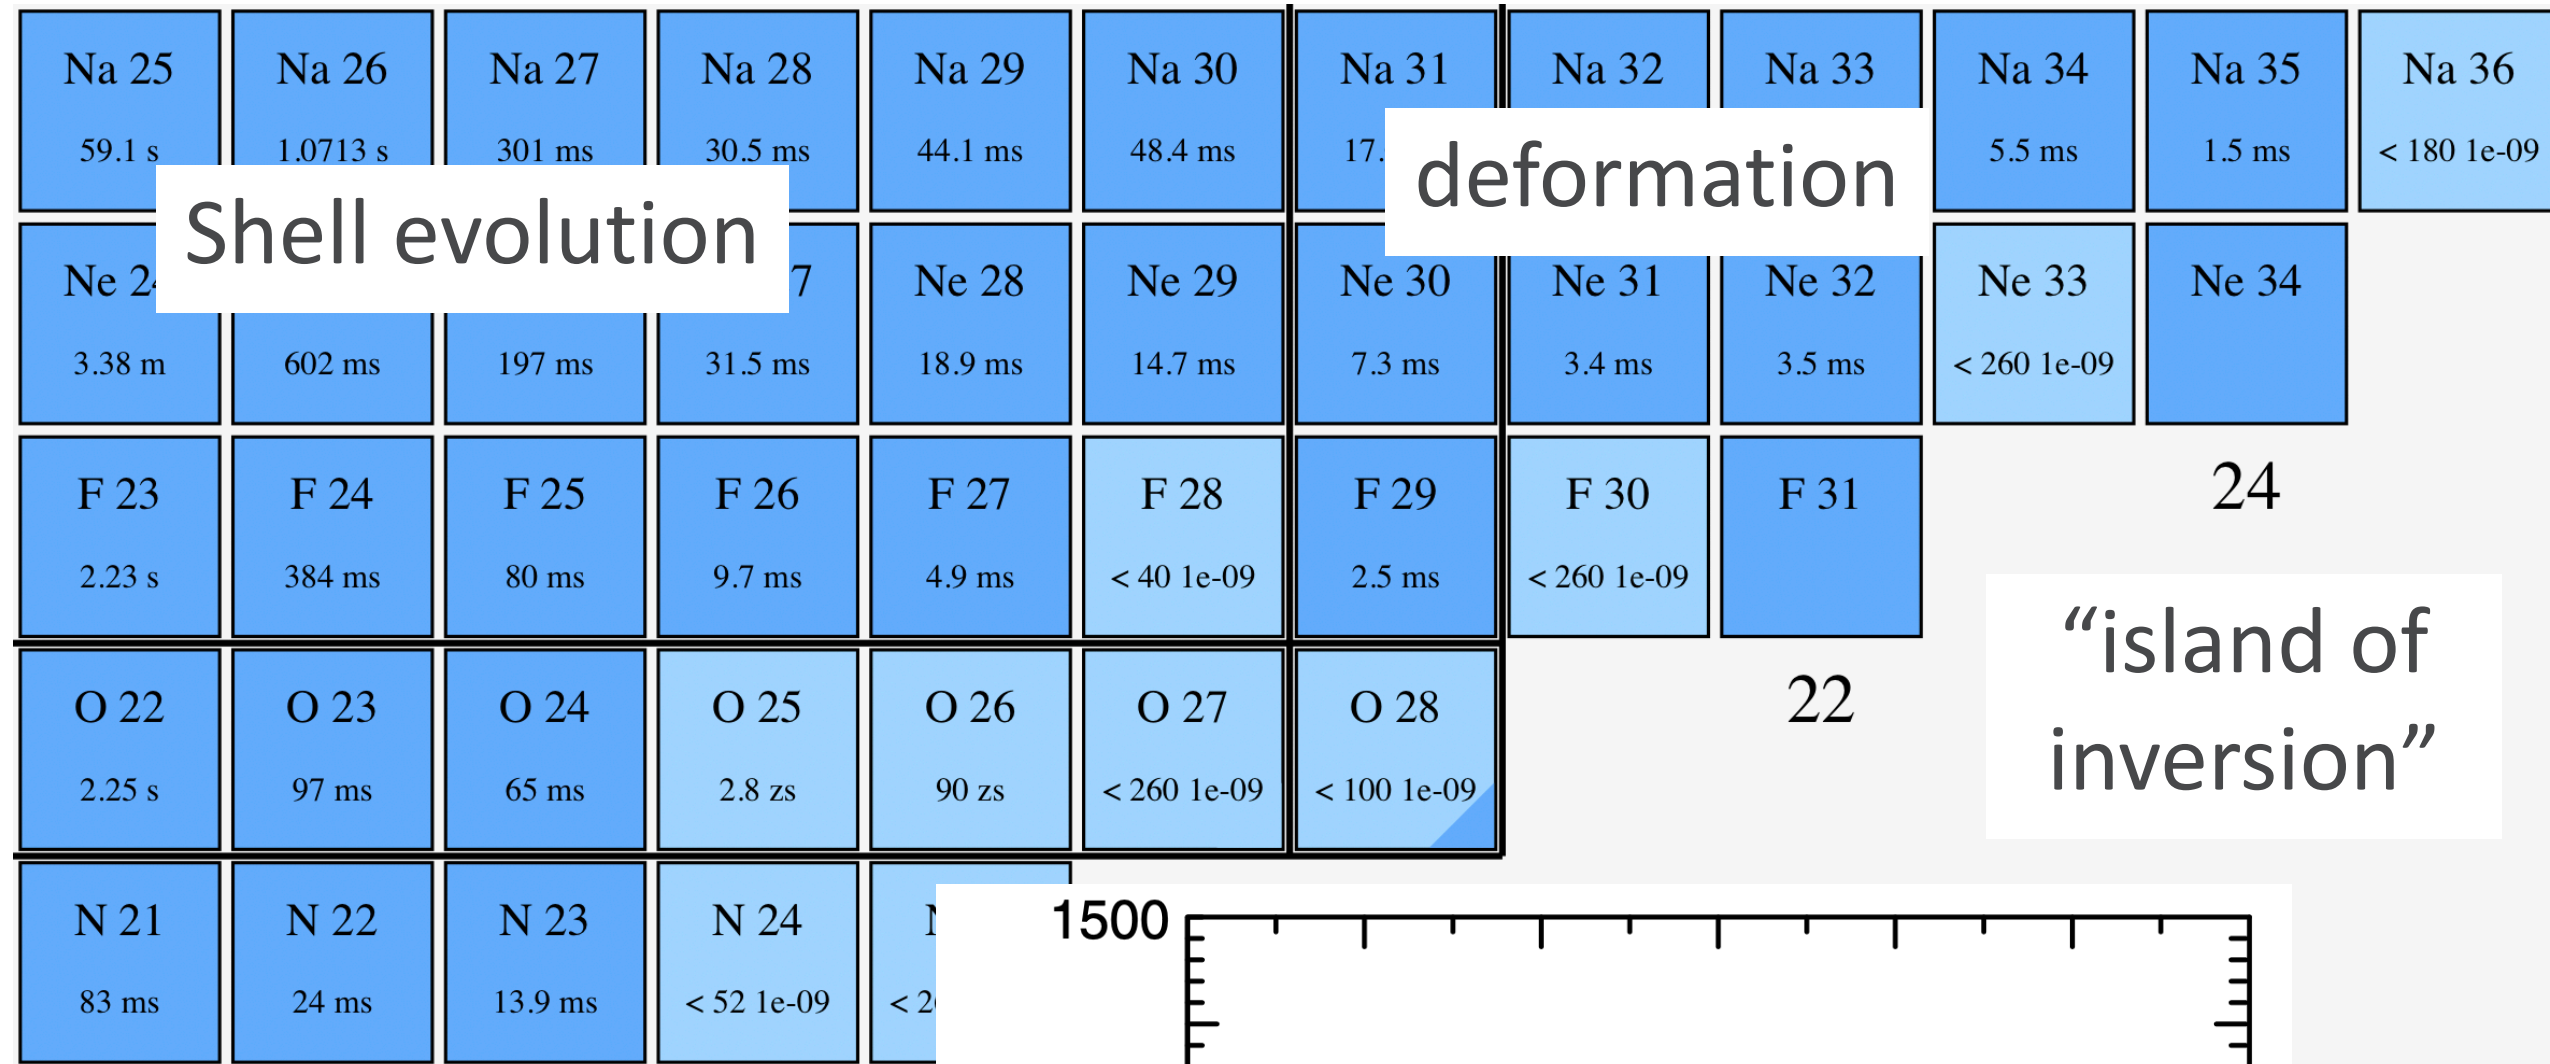 Na 25 Na 26 Na 27 Na 28 Na 29 Na 30 Na 31 Na 32 Na 33 Na 34 Na 35 Na 36
59.1 s 1.0713 s 301 ms 30.5 ms 44.1 ms 48.4 ms 17. 5.5 ms 1.5 ms < 180 1e-09
deformation
Shell evolution
Ne 7 Ne 28 Ne 29 Ne 30 Ne 31 Ne 32 Ne 33 Ne 34
3.38 m 602 ms 197 ms 31.5 ms 18.9 ms 14.7 ms 7.3 ms 3.4 ms 3.5 ms < 260 1e-09
F 23 F 24 F 25 F 26 F 27 F 28 F 29 F 30 F 31 24
2.23 s 384 ms 80 ms 9.7 ms 4.9 ms < 40 1e-09 2.5 ms < 260 1e-09
“island of
inversion”
O 22 O 23 O 24 O 25 O 26 O 27 O 28 22
2.25 s 97 ms 65 ms 2.8 zs 90 zs < 260 1e-09 < 100 1e-09
N 21 N 22 N 23 N 24
83 ms 24 ms 13.9 ms < 52 1e-09 < 2
1500